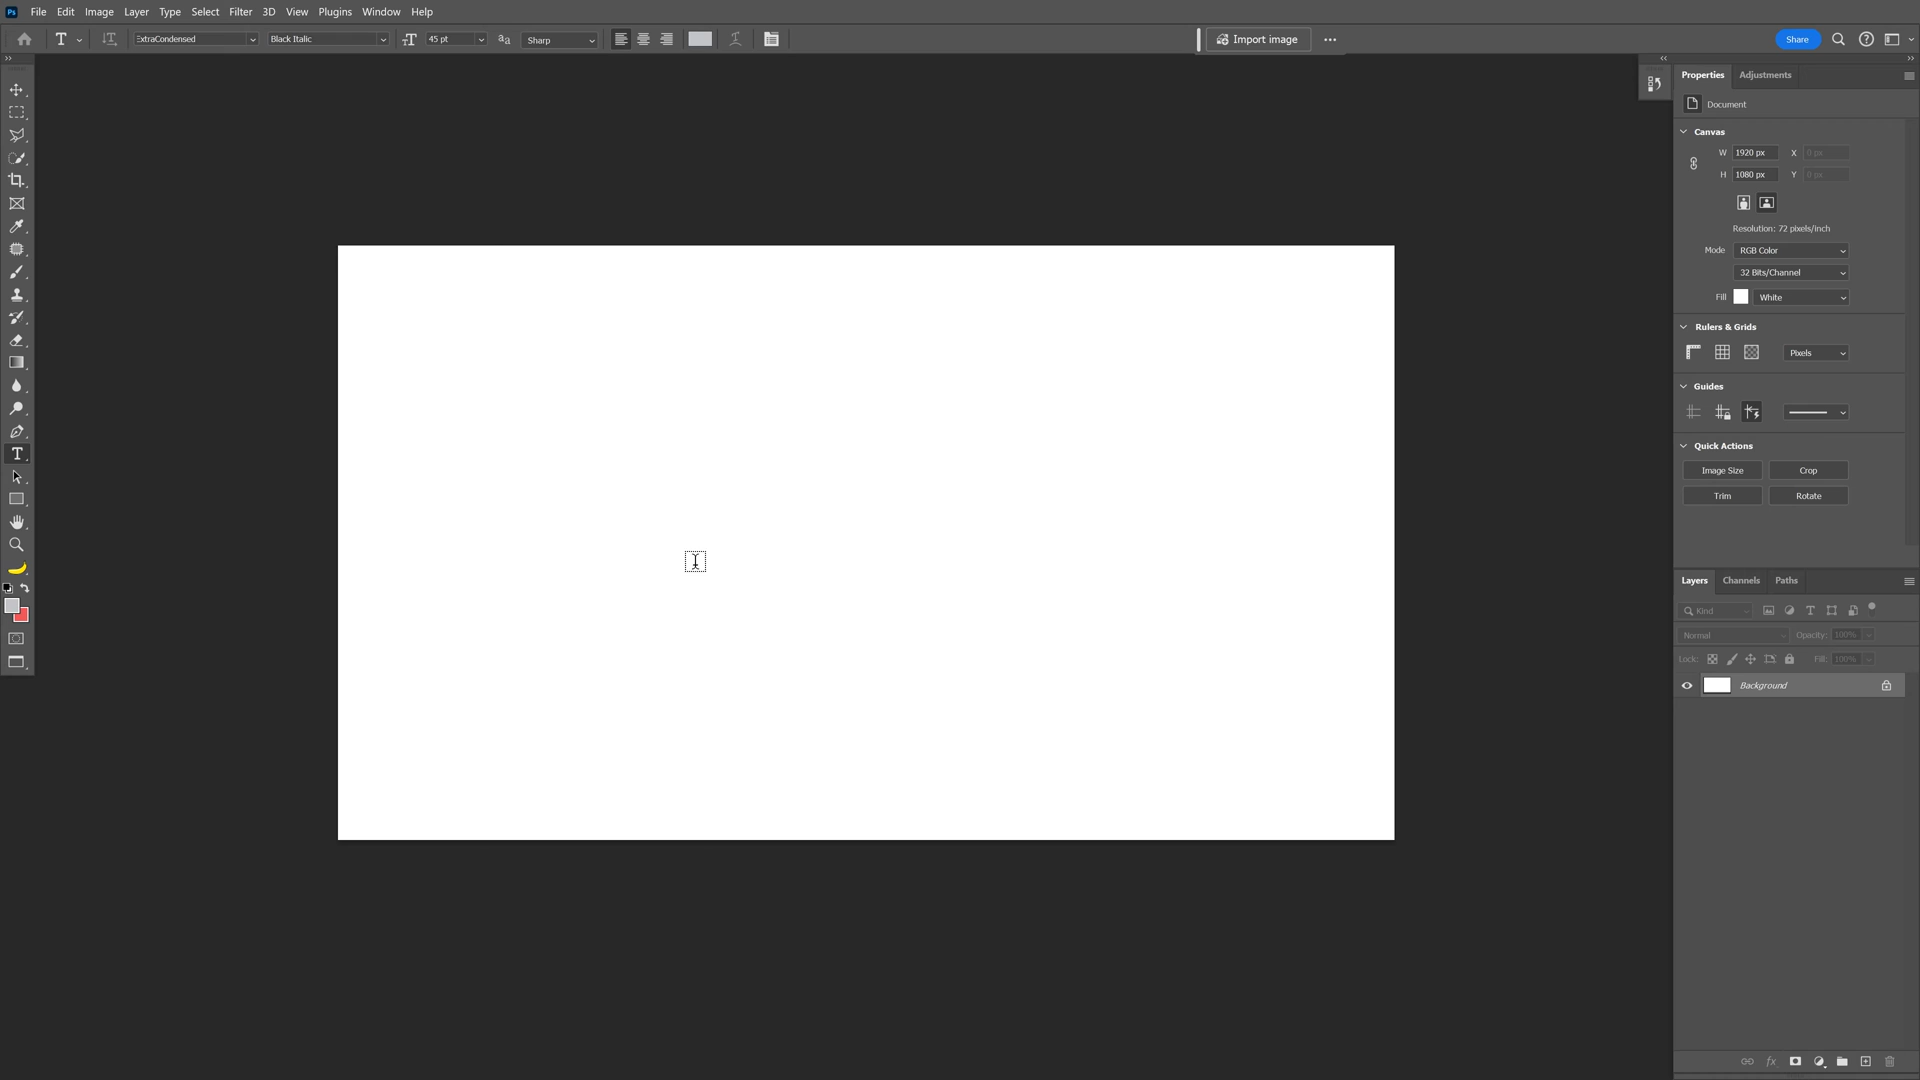 Ps File Edit Image Layer Type Select Filter 3D View Plugins Window Help
T ExtraCondensed Black Italic 45 pt aa Sharp Import image Share
Properties Adjustments
Document
Canvas
W 1920 px X 0 px
H 1080 px Y 0 px
Resolution: 72 pixels/inch
Mode RGB Color
32 Bits/Channel
Fill White
Rulers & Grids
Pixels
Guides
Quick Actions
Image Size Crop
Trim Rotate
Layers Channels Paths
Kind
Normal Opacity: 100%
Lock: Fill: 100%
Background
fx